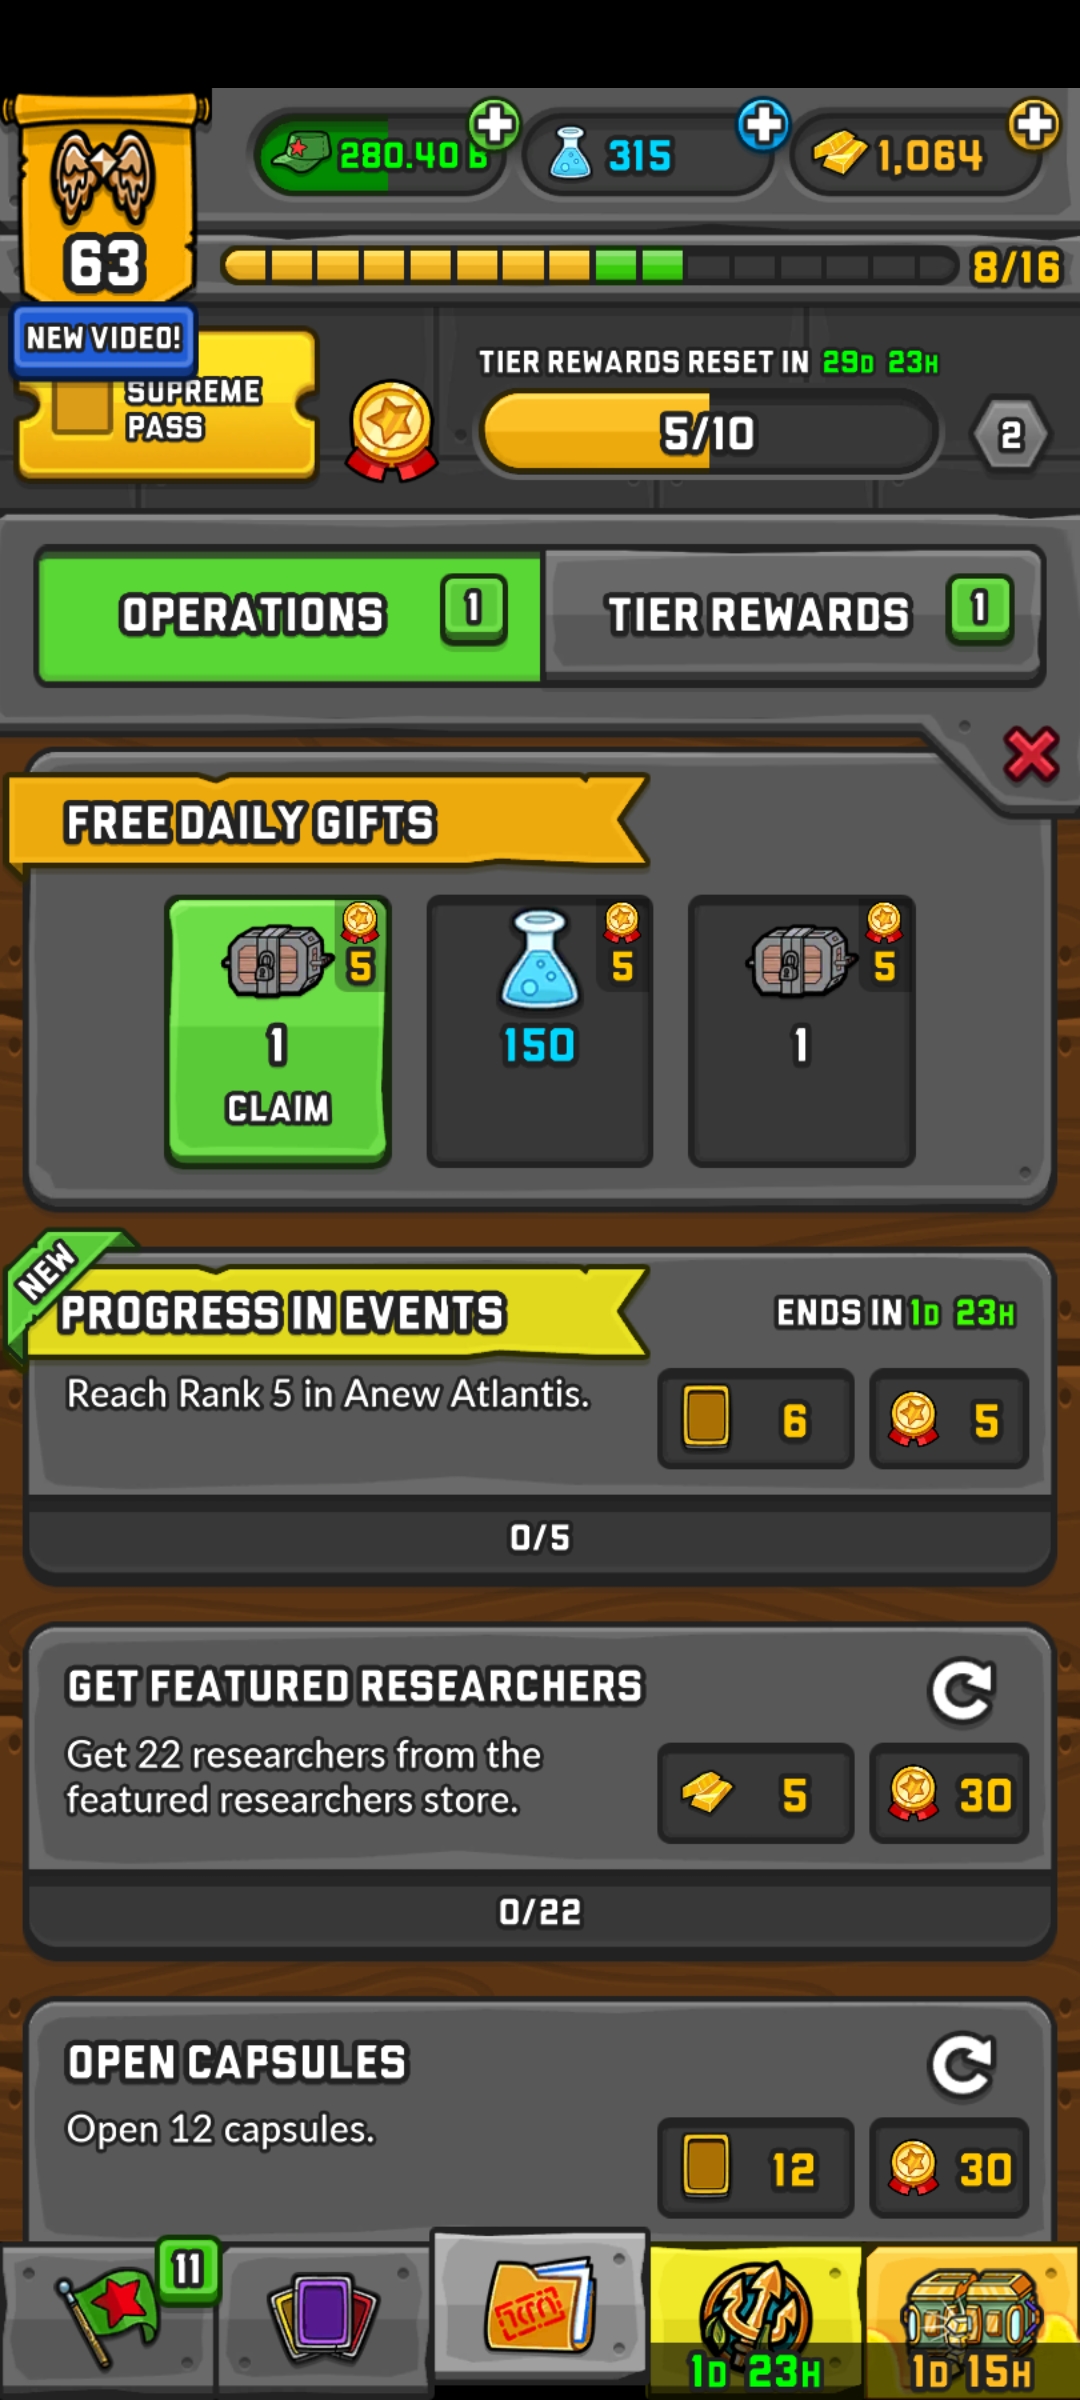 280.40 B
315
1,064
63
8/16
NEW VIDEO!
SUPREME
PASS
TIER REWARDS RESET IN 29D 23H
5/10
2
OPERATIONS 1
TIER REWARDS 1
FREE DAILY GIFTS
5
5
5
1
150
1
CLAIM
NEW
PROGRESS IN EVENTS
ENDS IN 1D 23H
Reach Rank 5 in Anew Atlantis.
6
5
0/5
GET FEATURED RESEARCHERS
Get 22 researchers from the
featured researchers store.
5
30
0/22
OPEN CAPSULES
Open 12 capsules.
12
30
11
1D 23H
1D 15H